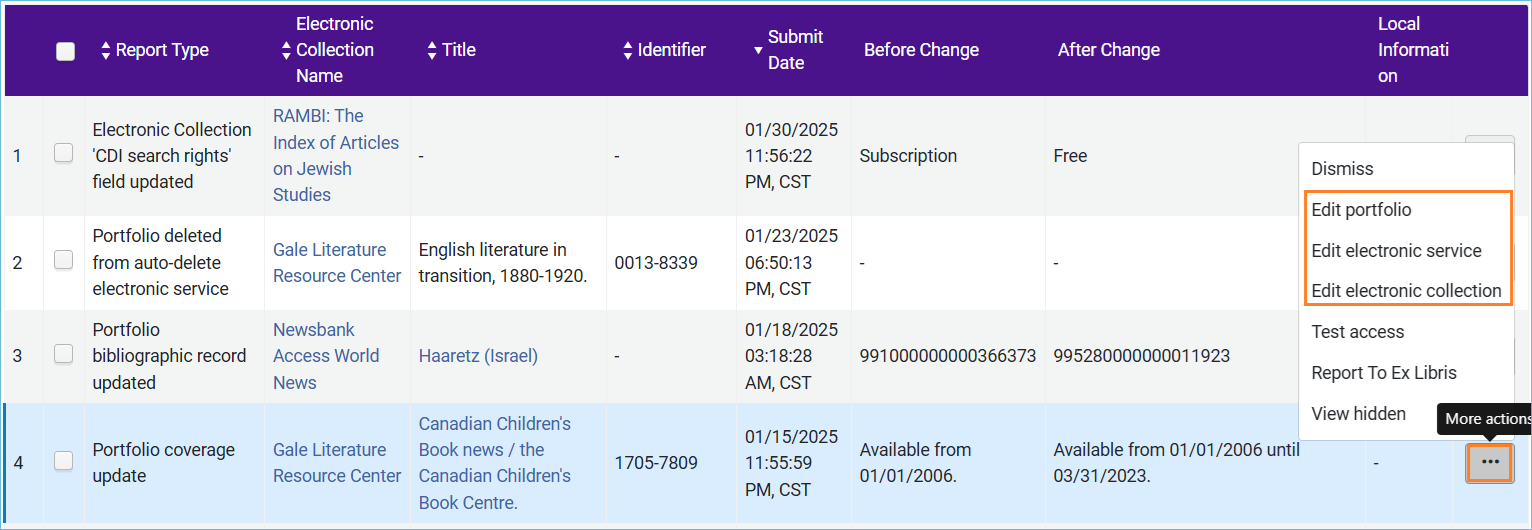 Report Type
Electronic
Collection
Name
Title
Identifier
Submit
Date
Before Change
After Change
Local
Informati
on
1
Electronic Collection
'CDI search rights'
field updated
RAMBI: The
Index of Articles
on Jewish
Studies
-
-
01/30/2025
11:56:22
PM, CST
Subscription
Free
2
Portfolio deleted
from auto-delete
electronic service
Gale Literature
Resource Center
English literature in
transition, 1880-1920.
0013-8339
01/23/2025
06:50:13
PM, CST
-
-
3
Portfolio
bibliographic record
updated
Newsbank
Access World
News
Haaretz (Israel)
-
01/18/2025
03:18:28
AM, CST
991000000000366373
995280000000011923
4
Portfolio coverage
update
Gale Literature
Resource Center
Canadian Children's
Book news / the
Canadian Children's
Book Centre.
1705-7809
01/15/2025
11:55:59
PM, CST
Available from
01/01/2006.
Available from 01/01/2006 until
03/31/2023.
-
Dismiss
Edit portfolio
Edit electronic service
Edit electronic collection
Test access
Report To Ex Libris
View hidden
More actions